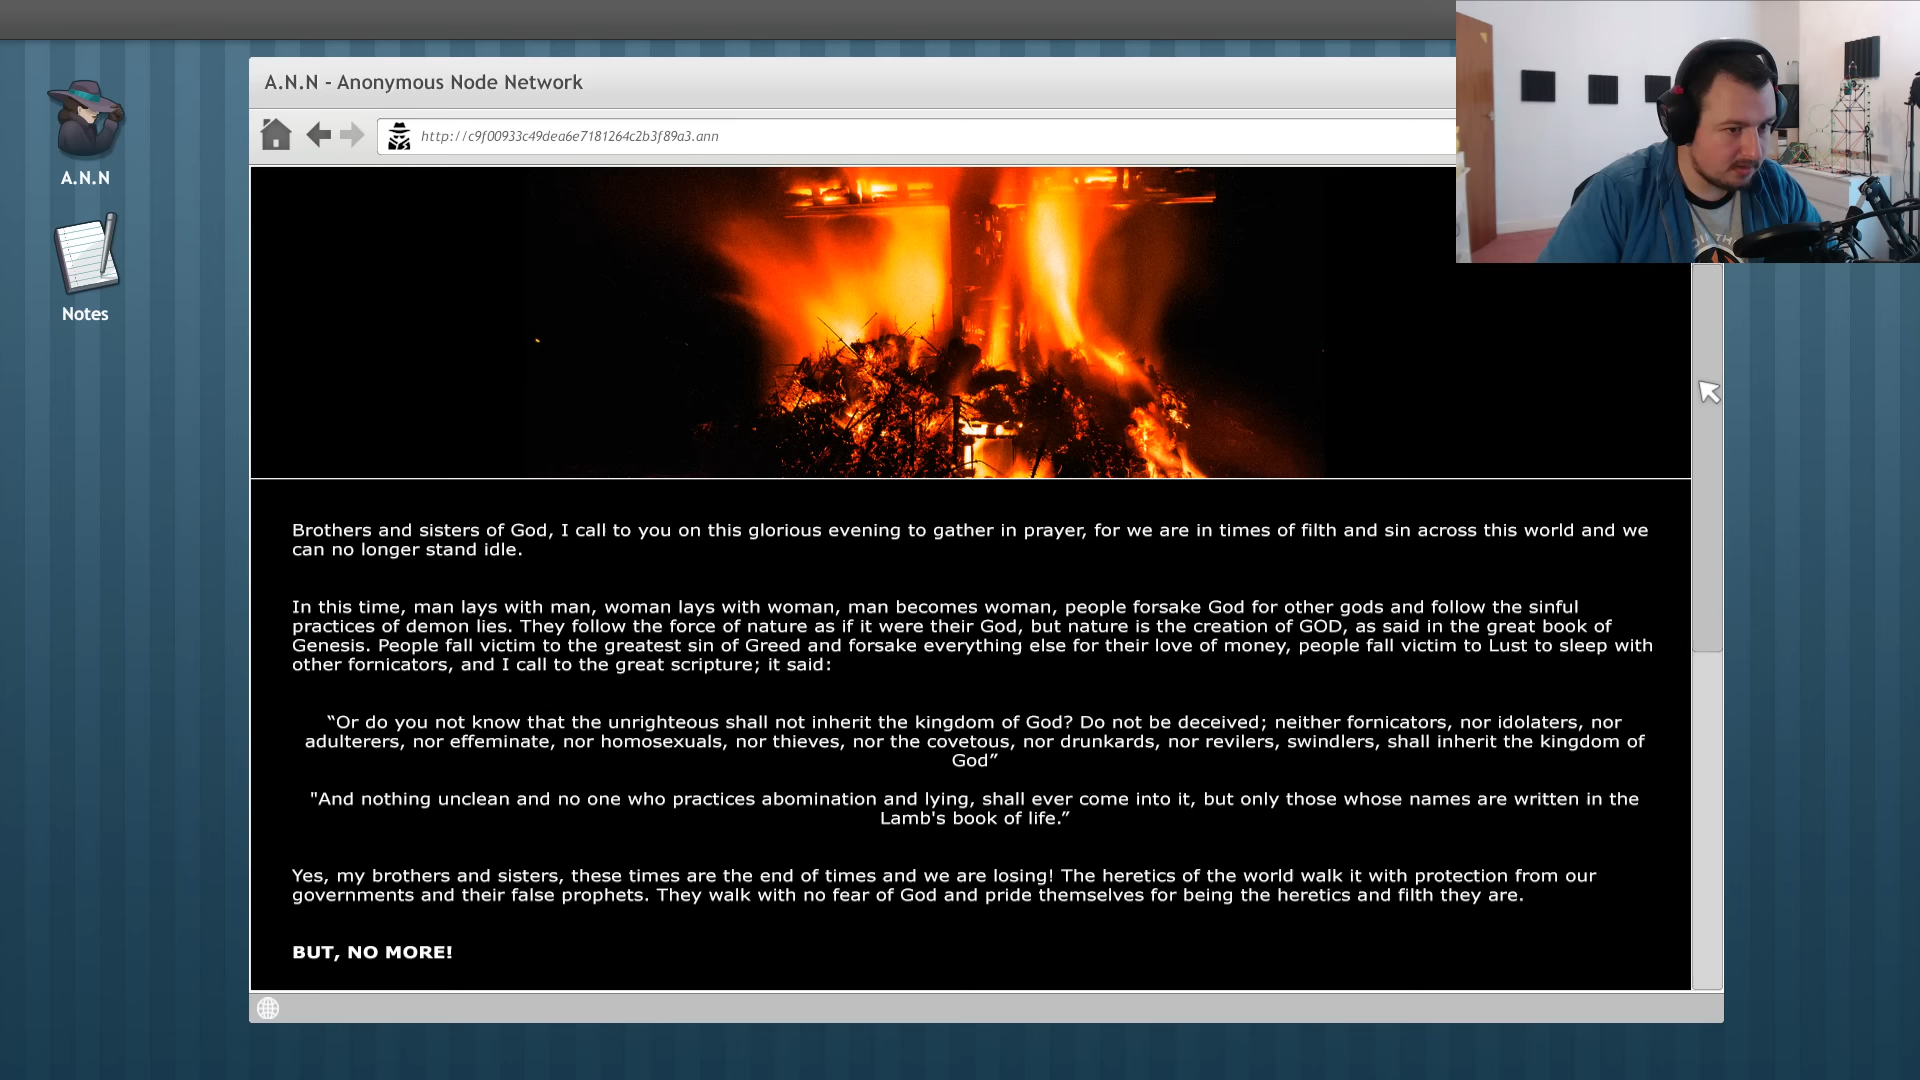 A.N.N - Anonymous Node Network
http://c9f00933c49dea6e7181264c2b3f89a3.ann
A.N.N
Notes
Brothers and sisters of God, I call to you on this glorious evening to gather in prayer, for we are in times of filth and sin across this world and we
can no longer stand idle.
In this time, man lays with man, woman lays with woman, man becomes woman, people forsake God for other gods and follow the sinful
practices of demon lies. They follow the force of nature as if it were their God, but nature is the creation of GOD, as said in the great book of
Genesis. People fall victim to the greatest sin of Greed and forsake everything else for their love of money, people fall victim to Lust to sleep with
other fornicators, and I call to the great scripture; it said:
“Or do you not know that the unrighteous shall not inherit the kingdom of God? Do not be deceived; neither fornicators, nor idolaters, nor
adulterers, nor effeminate, nor homosexuals, nor thieves, nor the covetous, nor drunkards, nor revilers, swindlers, shall inherit the kingdom of
God”
"And nothing unclean and no one who practices abomination and lying, shall ever come into it, but only those whose names are written in the
Lamb's book of life.”
Yes, my brothers and sisters, these times are the end of times and we are losing! The heretics of the world walk it with protection from our
governments and their false prophets. They walk with no fear of God and pride themselves for being the heretics and filth they are.
BUT, NO MORE!